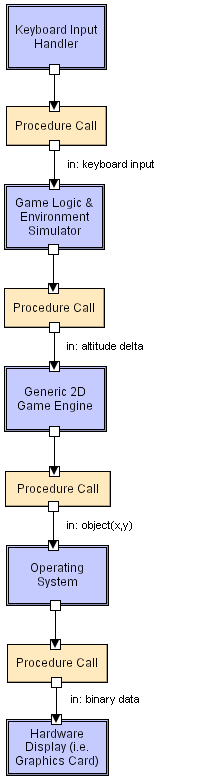 Keyboard Input
Handler
Procedure Call
in: keyboard input
Game Logic &
Environment
Simulator
Procedure Call
in: altitude delta
Generic 2D
Game Engine
Procedure Call
in: object(x,y)
Operating
System
Procedure Call
in: binary data
Hardware
Display (i.e.
Graphics Card)